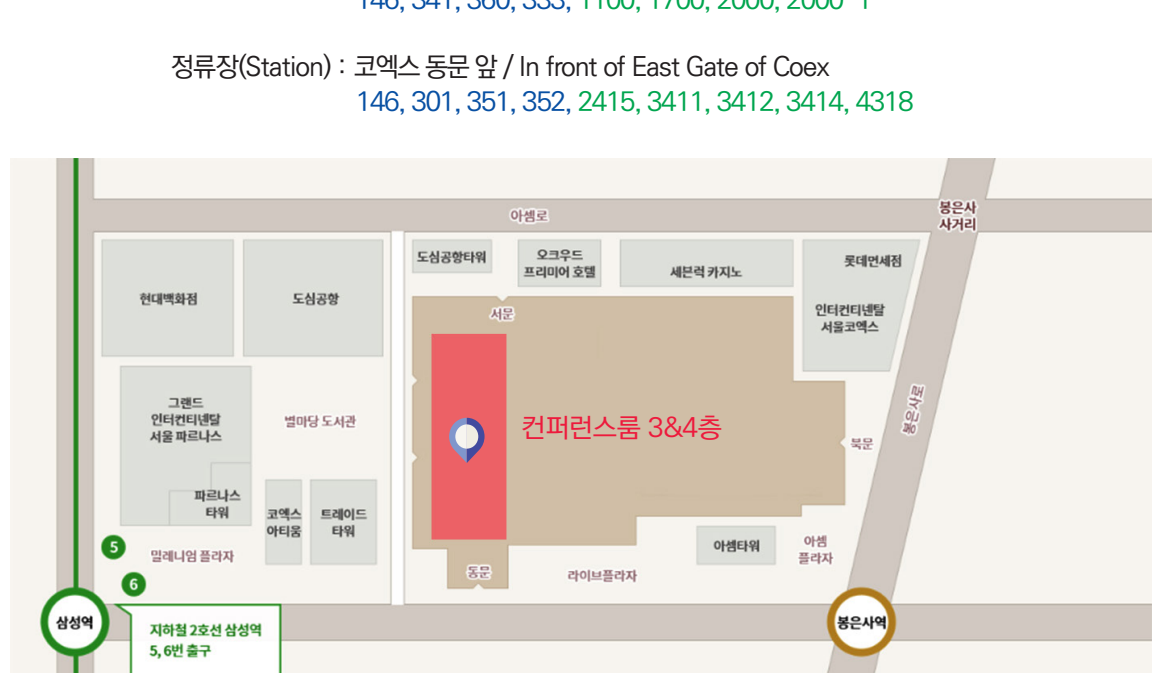 146, 341, 360, 333, 1100, 1700, 2000, 2000-1
정류장(Station) : 코엑스 동문 앞 / In front of East Gate of Coex
146, 301, 351, 352, 2415, 3411, 3412, 3414, 4318
아셈로
봉은사
사거리
도심공항타워
오크우드
프리미어 호텔
세븐럭 카지노
롯데면세점
현대백화점
도심공항
서문
인터컨티넨탈
서울코엑스
그랜드
인터컨티넨탈
서울 파르나스
별마당 도서관
컨퍼런스룸 3&4층
봉은사로
북문
파르나스
타워
코엑스
아티움
트레이드
타워
5
밀레니엄 플라자
아셈타워
아셈
플라자
6
동문
라이브플라자
삼성역
봉은사역
지하철 2호선 삼성역
5, 6번 출구